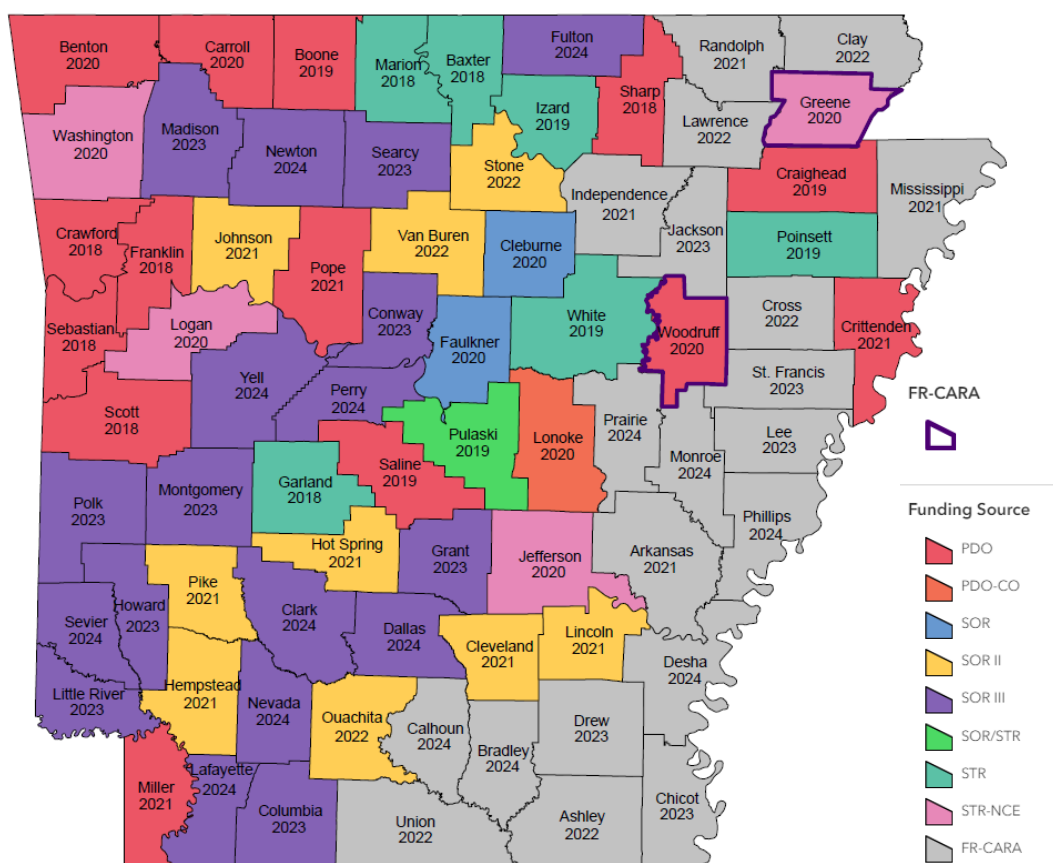 Benton
2020
Carroll
2020
Boone
2019
Marion
2018
Baxter
2018
Fulton
2024
Sharp
2018
Randolph
2021
Clay
2022
Greene
2020
Izard
2019
Lawrence
2022
Washington
2020
Madison
2023
Newton
2024
Searcy
2023
Stone
2022
Independence
2021
Craighead
2019
Mississippi
2021
Crawford
2018
Franklin
2018
Johnson
2021
Pope
2021
Van Buren
2022
Cleburne
2020
Jackson
2023
Poinsett
2019
Sebastian
2018
Logan
2020
Conway
2023
Faulkner
2020
White
2019
Woodruff
2020
Cross
2022
Crittenden
2021
St. Francis
2023
Scott
2018
Yell
2024
Perry
2024
Pulaski
2019
Lonoke
2020
Prairie
2024
Monroe
2024
Lee
2023
Polk
2023
Montgomery
2023
Garland
2018
Saline
2019
Phillips
2024
Hot Spring
2021
Grant
2023
Jefferson
2020
Arkansas
2021
Sevier
2024
Howard
2023
Pike
2021
Clark
2024
Dallas
2024
Cleveland
2021
Lincoln
2021
Desha
2024
Little River
2023
Hempstead
2021
Nevada
2024
Ouachita
2022
Calhoun
2024
Bradley
2024
Drew
2023
Miller
2021
Lafayette
2024
Columbia
2023
Union
2022
Ashley
2022
Chicot
2023
FR-CARA
Funding Source
PDO
PDO-CO
SOR
SOR II
SOR III
SOR/STR
STR
STR-NCE
FR-CARA